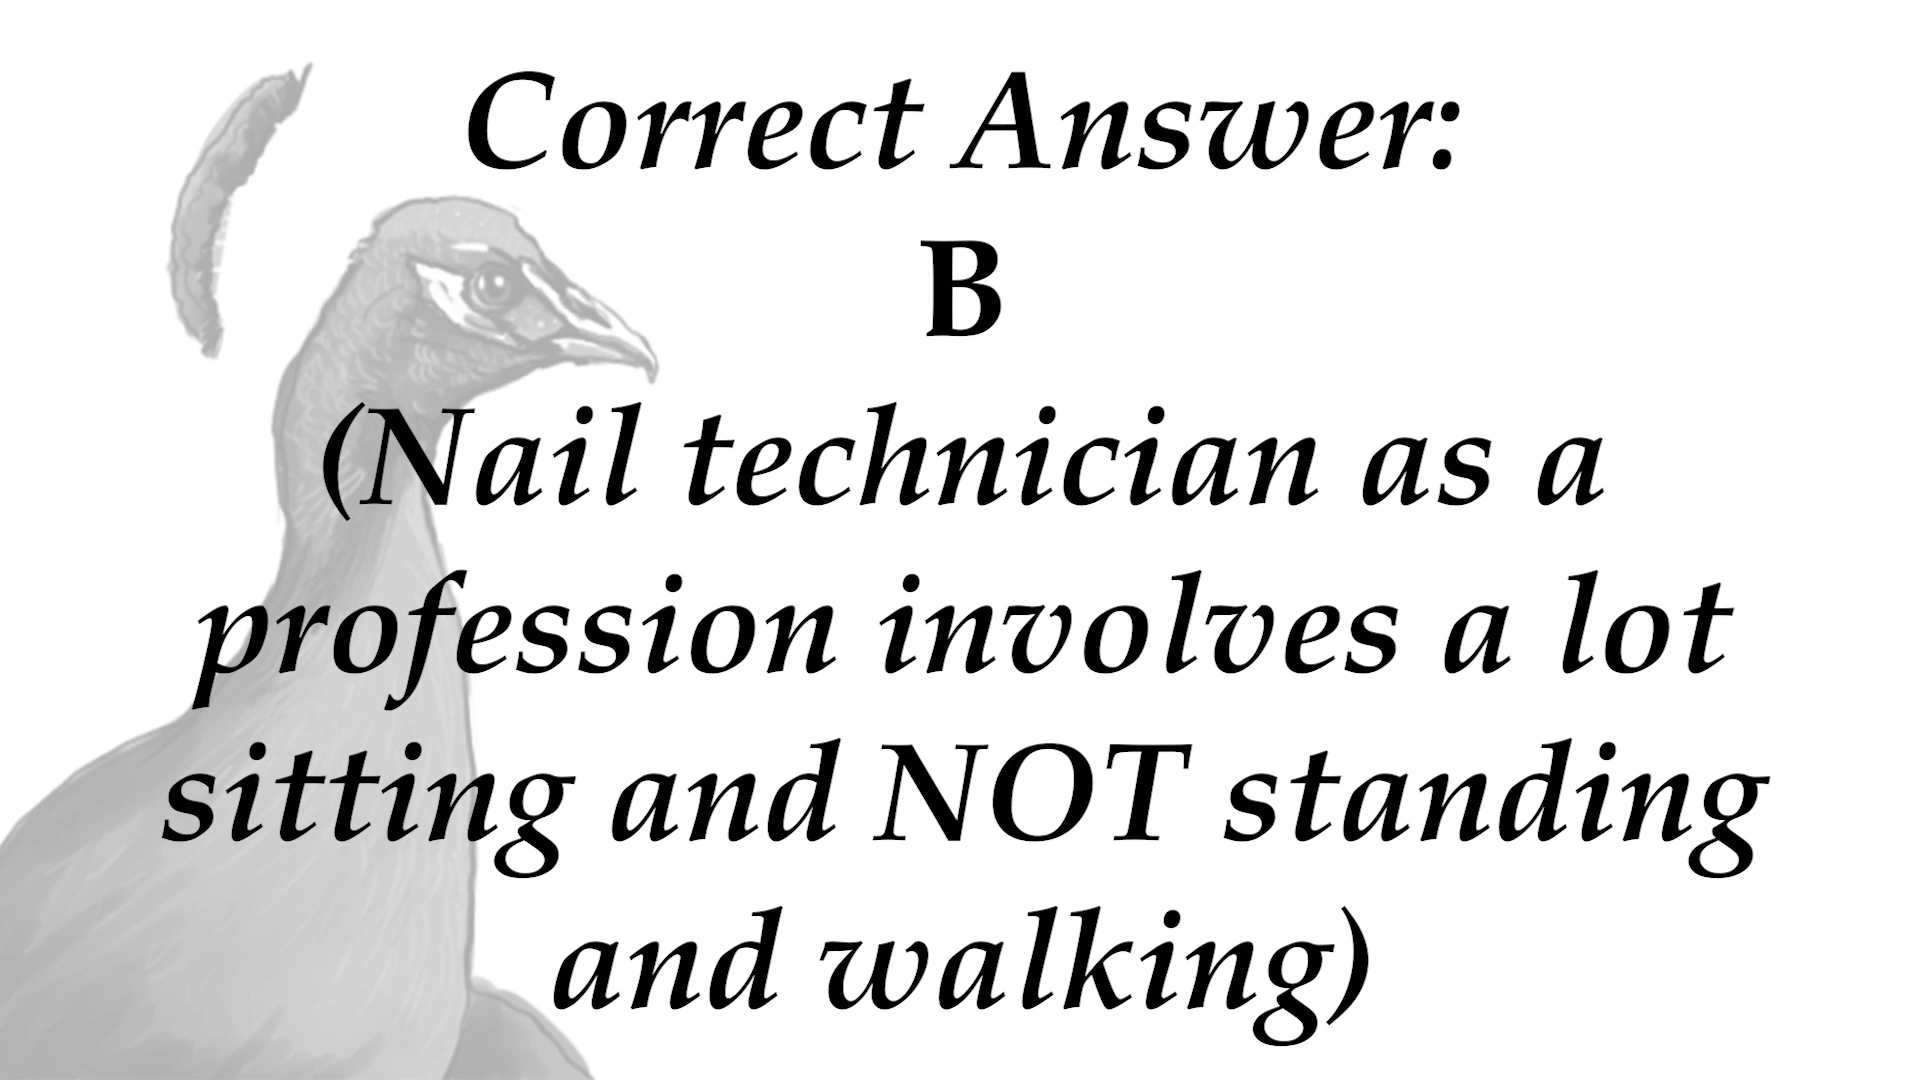 Correct Answer:
B
(Nail technician as a
profession involves a lot
sitting and NOT standing
and walking)